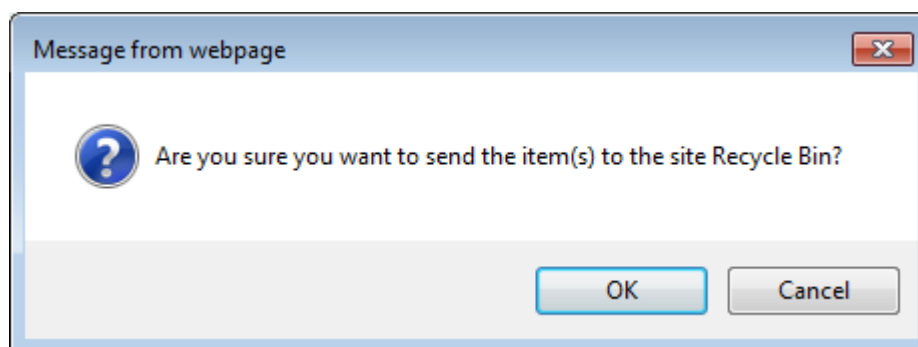 Message from webpage
Are you sure you want to send the item(s) to the site Recycle Bin?
OK
Cancel